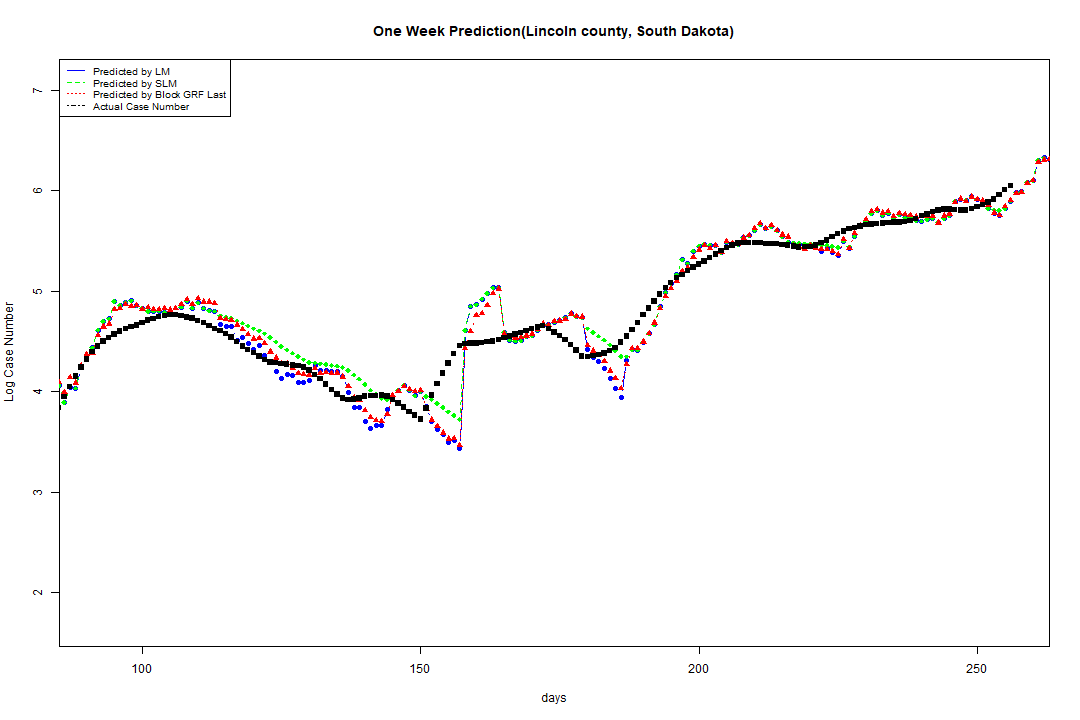 One Week Prediction(Lincoln county, South Dakota)
Predicted by LM
Predicted by SLM
Predicted by Block GRF Last
Actual Case Number
7
6
5
4
3
2
Log Case Number
100 150 200 250
days